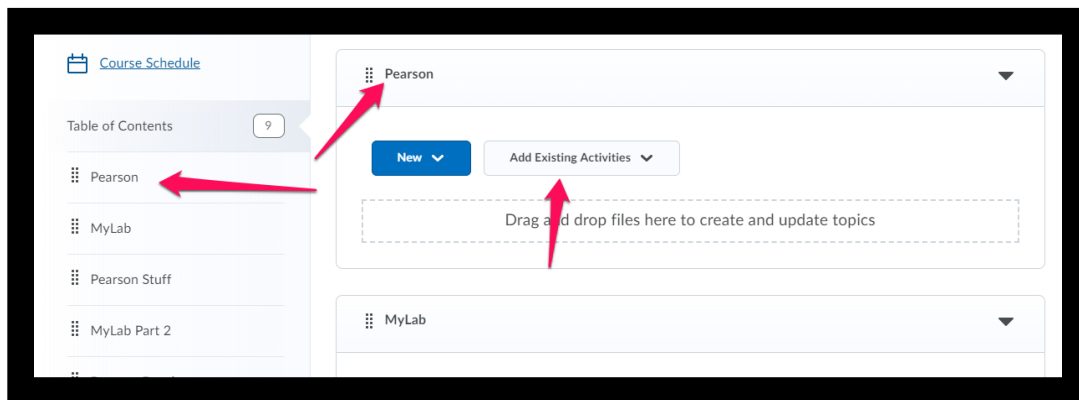 Course Schedule
Table of Contents 9
Pearson
MyLab
Pearson Stuff
MyLab Part 2
Pearson
New
Add Existing Activities
Drag and drop files here to create and update topics
MyLab